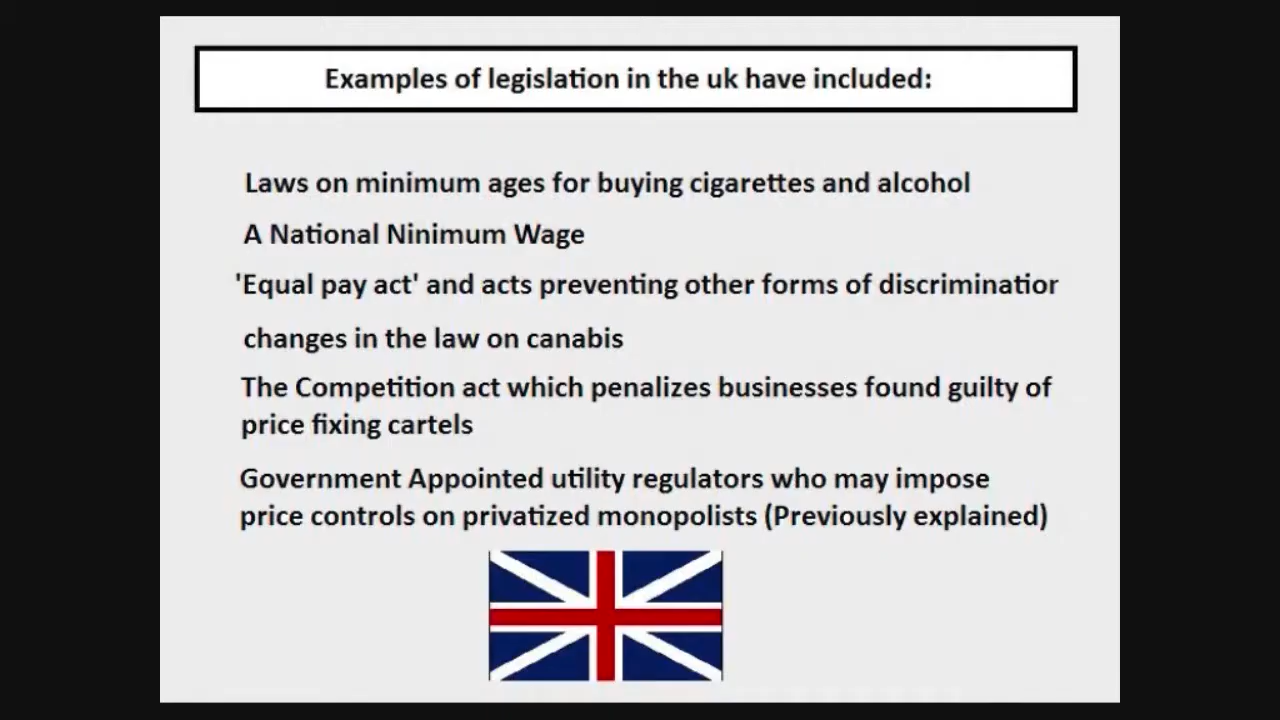 Examples of legislation in the uk have included:
Laws on minimum ages for buying cigarettes and alcohol
A National Ninimum Wage
'Equal pay act' and acts preventing other forms of discriminatior
changes in the law on canabis
The Competition act which penalizes businesses found guilty of
price fixing cartels
Government Appointed utility regulators who may impose
price controls on privatized monopolists (Previously explained)